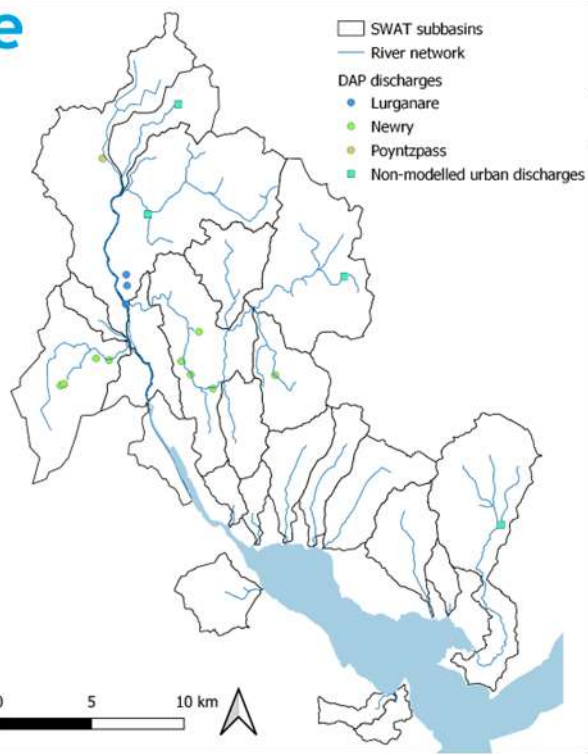 e
SWAT subbasins
River network
DAP discharges
Lurganare
Newry
Poyntzpass
Non-modelled urban discharges
0 5 10 km